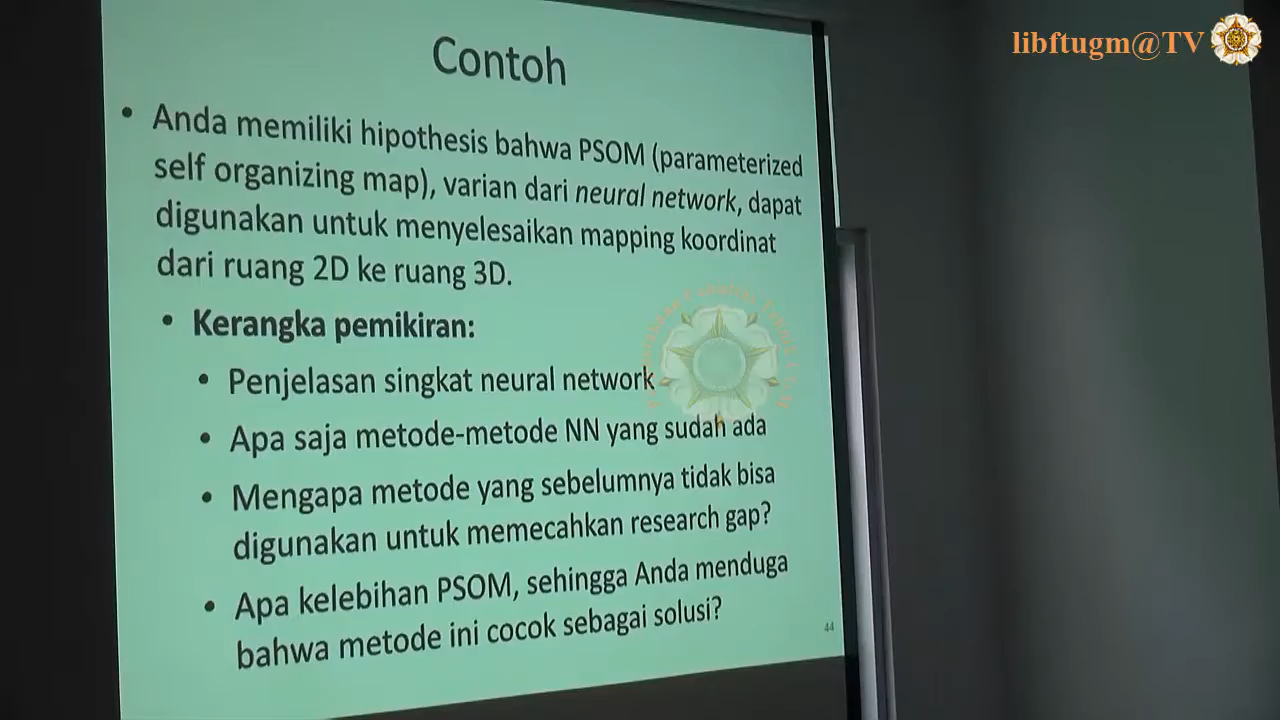 libftugm@TV
Contoh
• Anda memiliki hipothesis bahwa PSOM (parameterized
self organizing map), varian dari neural network, dapat
digunakan untuk menyelesaikan mapping koordinat
dari ruang 2D ke ruang 3D.
• Kerangka pemikiran:
• Penjelasan singkat neural network
• Apa saja metode-metode NN yang sudah ada
• Mengapa metode yang sebelumnya tidak bisa
digunakan untuk memecahkan research gap?
• Apa kelebihan PSOM, sehingga Anda menduga
bahwa metode ini cocok sebagai solusi?
44